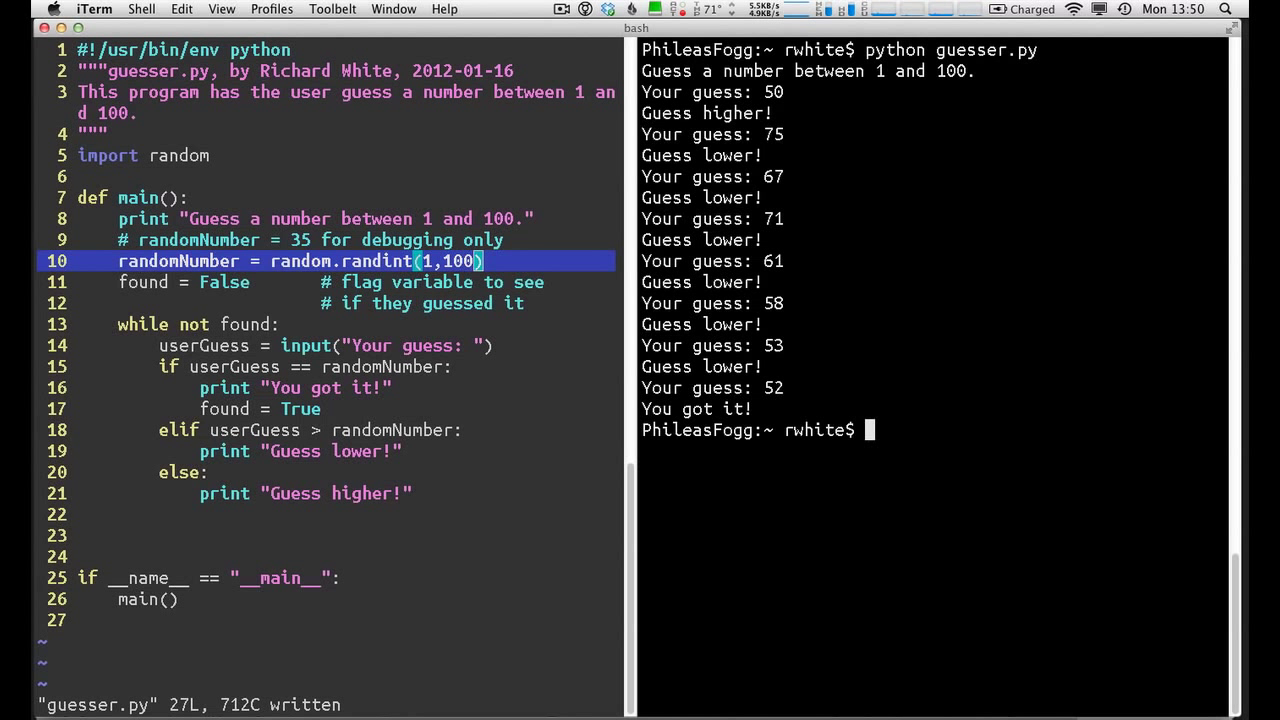 iTerm Shell Edit View Profiles Toolbelt Window Help 71° 5.5KB/s 4.9KB/s Charged Mon 13:50
bash
1 #!/usr/bin/env python
2 """guesser.py, by Richard White, 2012-01-16
3 This program has the user guess a number between 1 an
d 100.
4 """
5 import random
6
7 def main():
8     print "Guess a number between 1 and 100."
9     # randomNumber = 35 for debugging only
10     randomNumber = random.randint(1,100)
11     found = False       # flag variable to see
12                         # if they guessed it
13     while not found:
14         userGuess = input("Your guess: ")
15         if userGuess == randomNumber:
16             print "You got it!"
17             found = True
18         elif userGuess > randomNumber:
19             print "Guess lower!"
20         else:
21             print "Guess higher!"
22
23
24
25 if __name__ == "__main__":
26     main()
27
~
~
~
"guesser.py" 27L, 712C written
PhileasFogg:~ rwhite$ python guesser.py
Guess a number between 1 and 100.
Your guess: 50
Guess higher!
Your guess: 75
Guess lower!
Your guess: 67
Guess lower!
Your guess: 71
Guess lower!
Your guess: 61
Guess lower!
Your guess: 58
Guess lower!
Your guess: 53
Guess lower!
Your guess: 52
You got it!
PhileasFogg:~ rwhite$